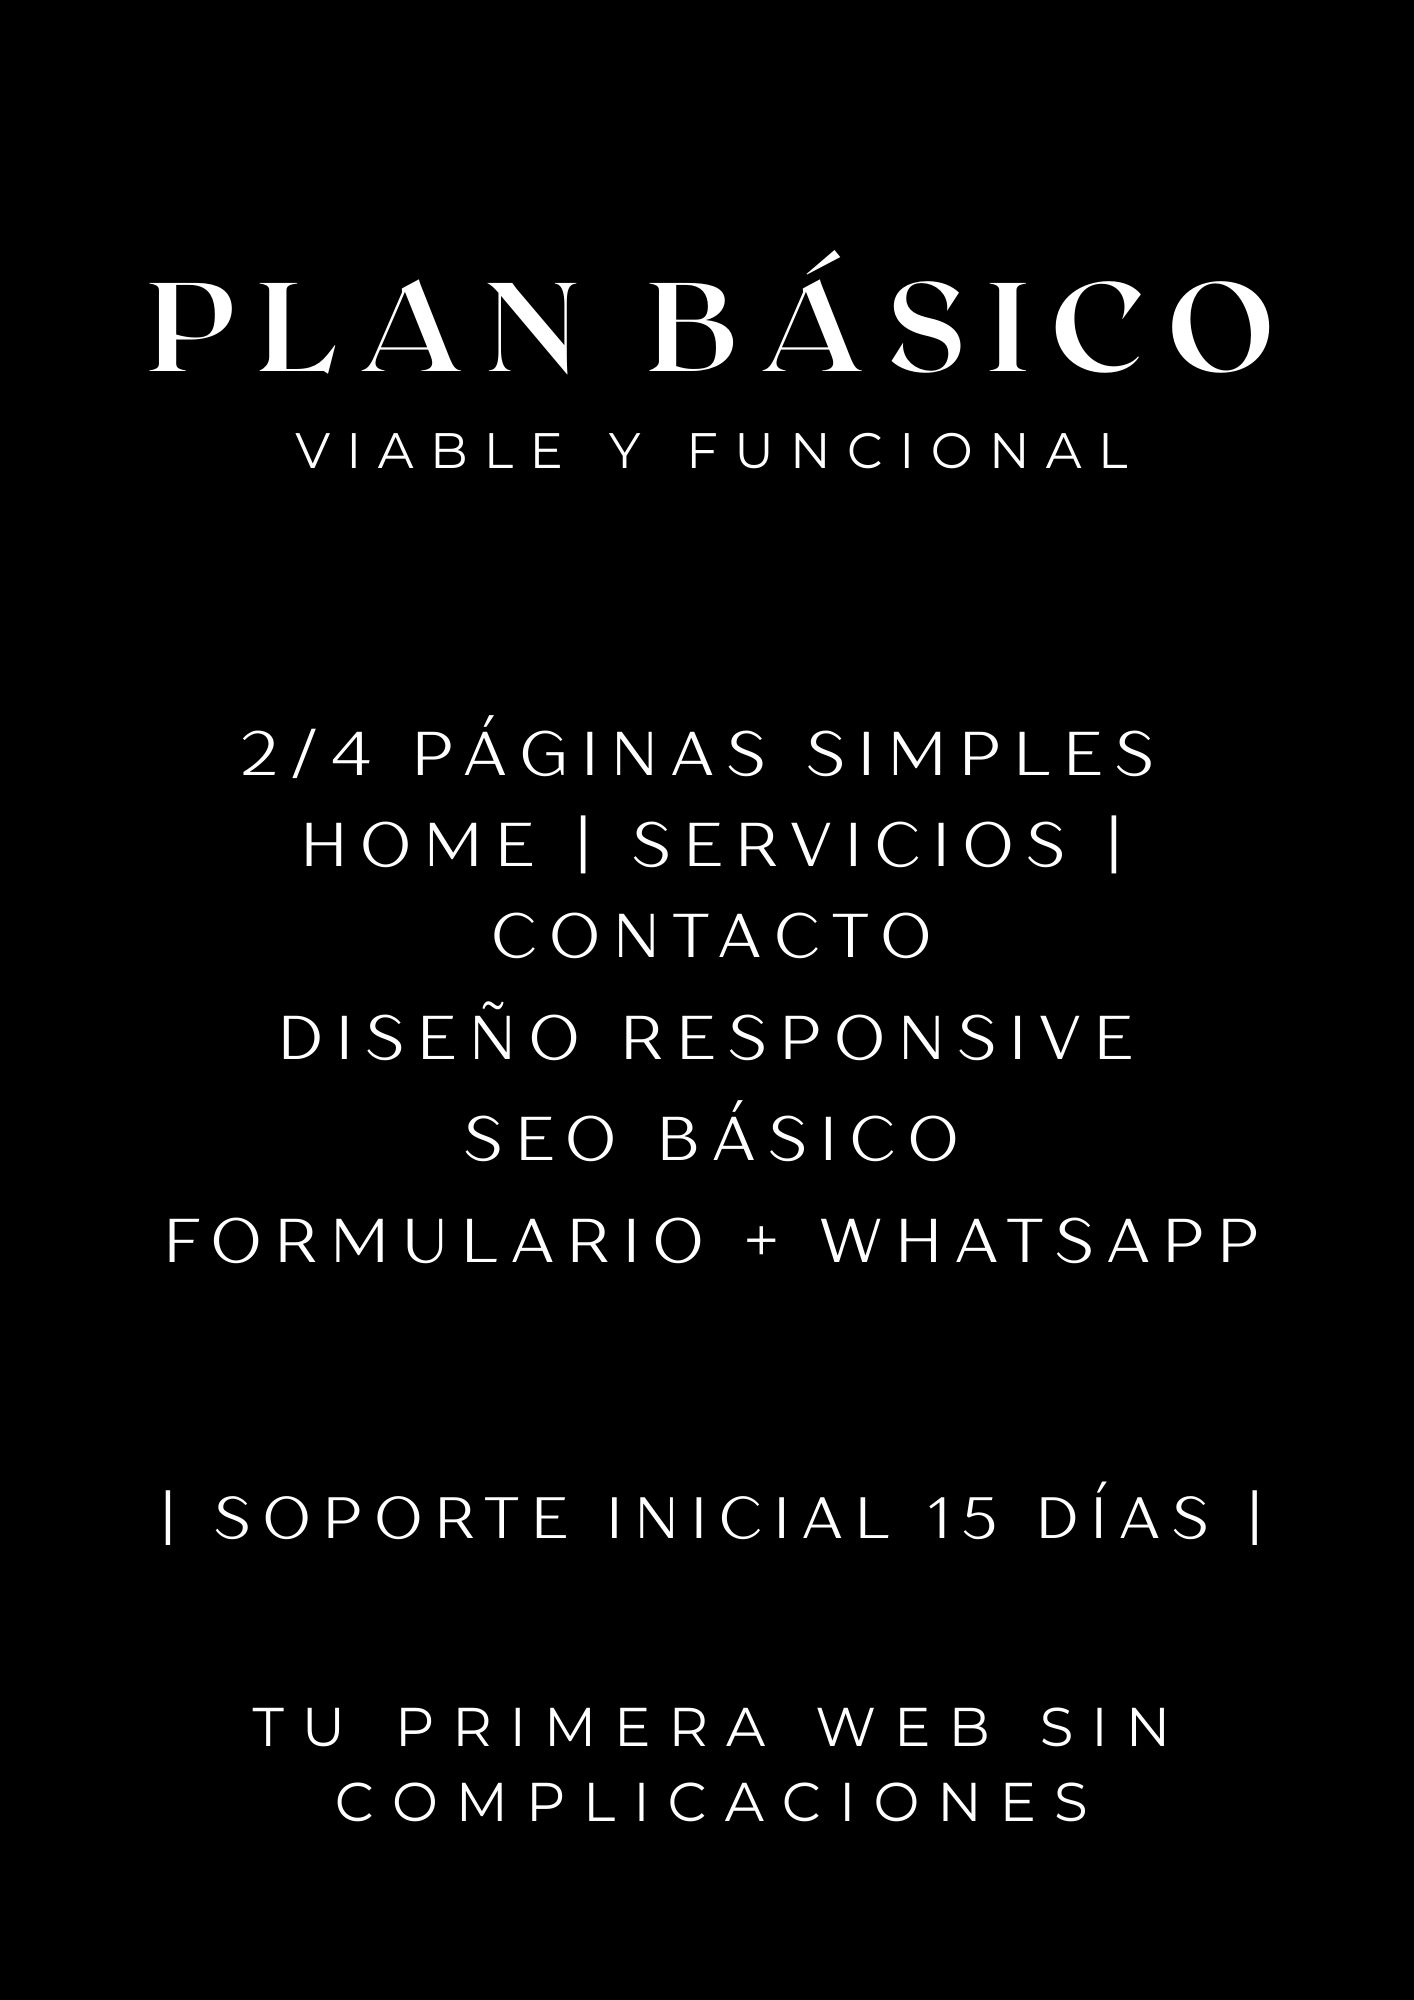 PLAN BÁSICO
VIABLE Y FUNCIONAL
2/4 PÁGINAS SIMPLES
HOME | SERVICIOS |
CONTACTO
DISEÑO RESPONSIVE
SEO BÁSICO
FORMULARIO + WHATSAPP
| SOPORTE INICIAL 15 DÍAS |
TU PRIMERA WEB SIN
COMPLICACIONES